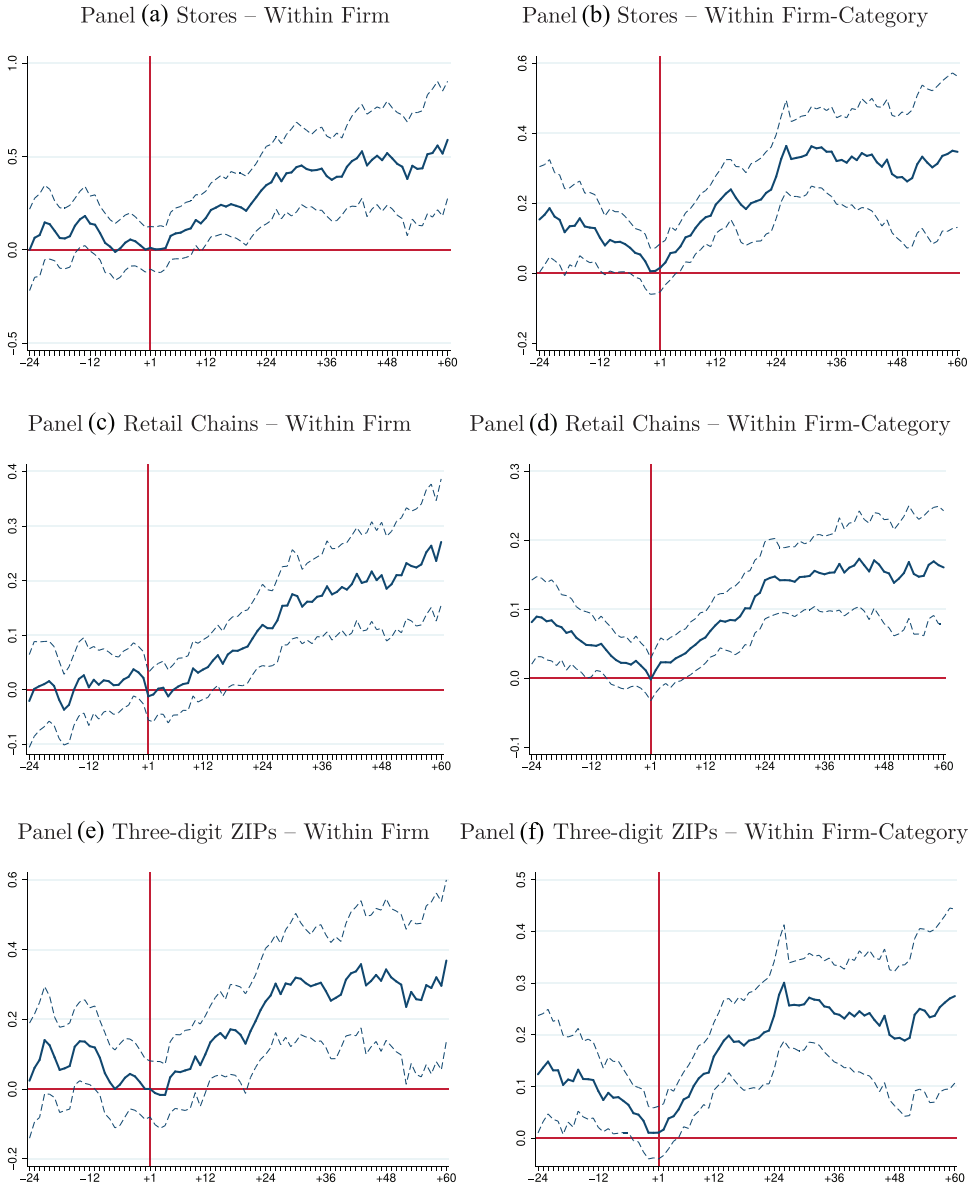 Panel (a) Stores – Within Firm
1.0
0.5
0.0
−0.5
−24 −12 +1 +12 +24 +36 +48 +60
Panel (b) Stores – Within Firm-Category
0.6
0.4
0.2
0.0
−0.2
−24 −12 +1 +12 +24 +36 +48 +60
Panel (c) Retail Chains – Within Firm
0.4
0.3
0.2
0.1
0.0
−0.1
−24 −12 +1 +12 +24 +36 +48 +60
Panel (d) Retail Chains – Within Firm-Category
0.3
0.2
0.1
0.0
−0.1
−24 −12 +1 +12 +24 +36 +48 +60
Panel (e) Three-digit ZIPs – Within Firm
0.6
0.4
0.2
0.0
−0.2
−24 −12 +1 +12 +24 +36 +48 +60
Panel (f) Three-digit ZIPs – Within Firm-Category
0.5
0.4
0.3
0.2
0.1
0.0
−24 −12 +1 +12 +24 +36 +48 +60